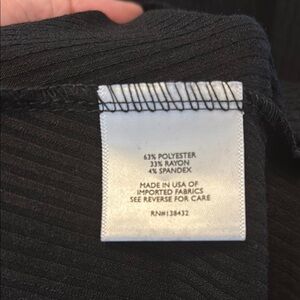 63% POLYESTER
33% RAYON
4% SPANDEX
MADE IN USA OF
IMPORTED FABRICS
SEE REVERSE FOR CARE
RN#138432